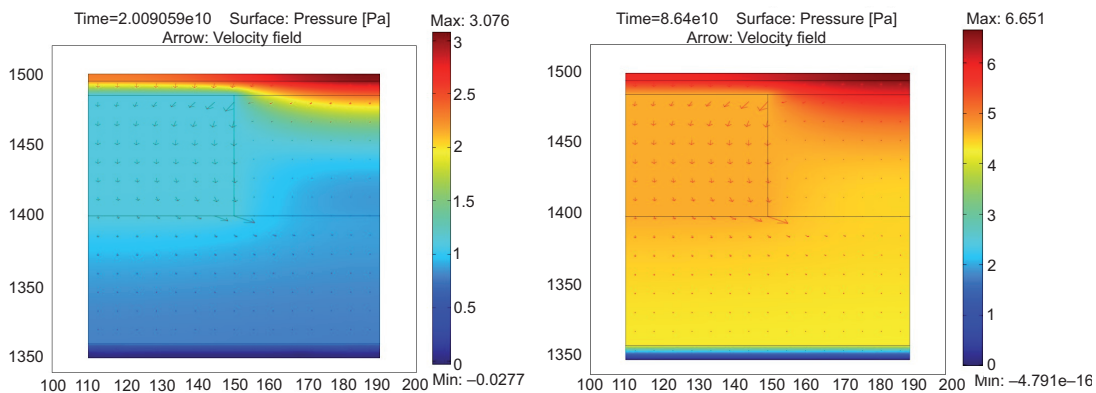 Time=2.009059e10 Surface: Pressure [Pa]
Arrow: Velocity field
Max: 3.076
1500
1450
1400
1350
1350
100 110 120 130 140 150 160 170 180 190 200
3
2.5
2
1.5
1
0.5
0
Min: –0.0277
Time=8.64e10 Surface: Pressure [Pa]
Arrow: Velocity field
Max: 6.651
1500
1450
1400
1350
1350
100 110 120 130 140 150 160 170 180 190 200
6
5
4
3
2
1
0
Min: –4.791e–16